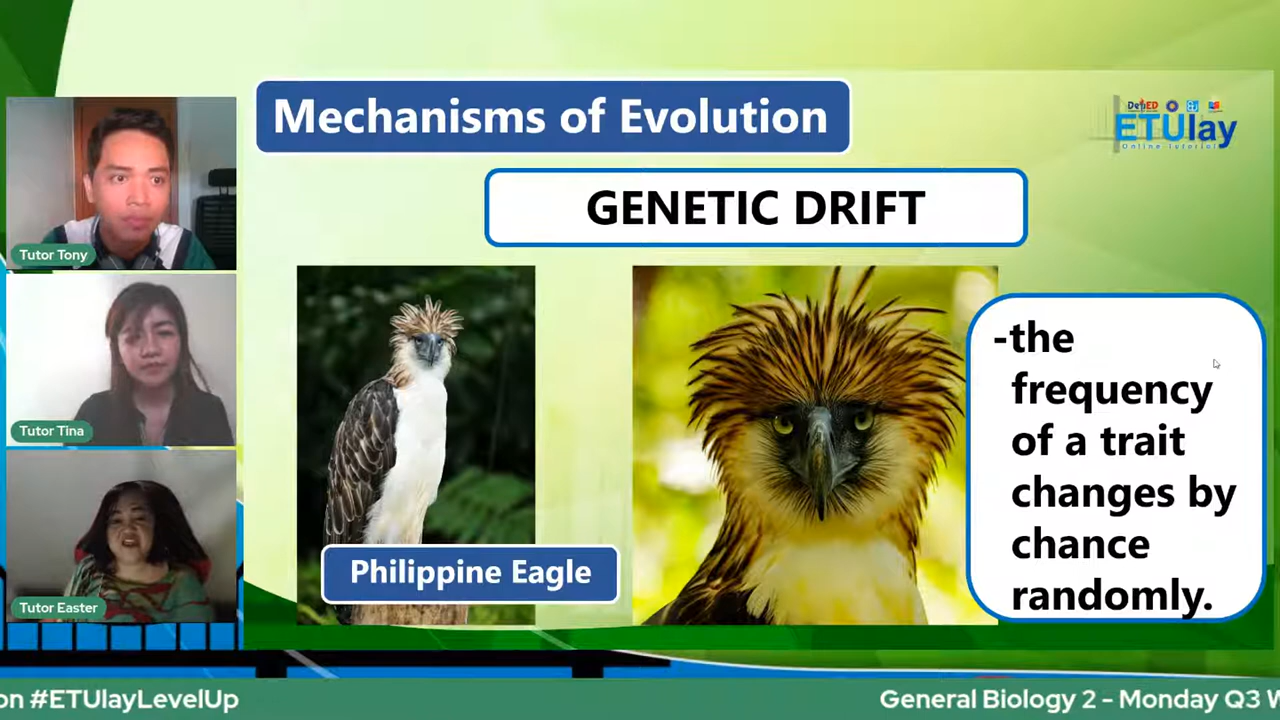 Mechanisms of Evolution
DepED
ETUlay
Online Tutorial
GENETIC DRIFT
Tutor Tony
Tutor Tina
Tutor Easter
Philippine Eagle
-the
frequency
of a trait
changes by
chance
randomly.
on #ETUlayLevelUp
General Biology 2 - Monday Q3 W